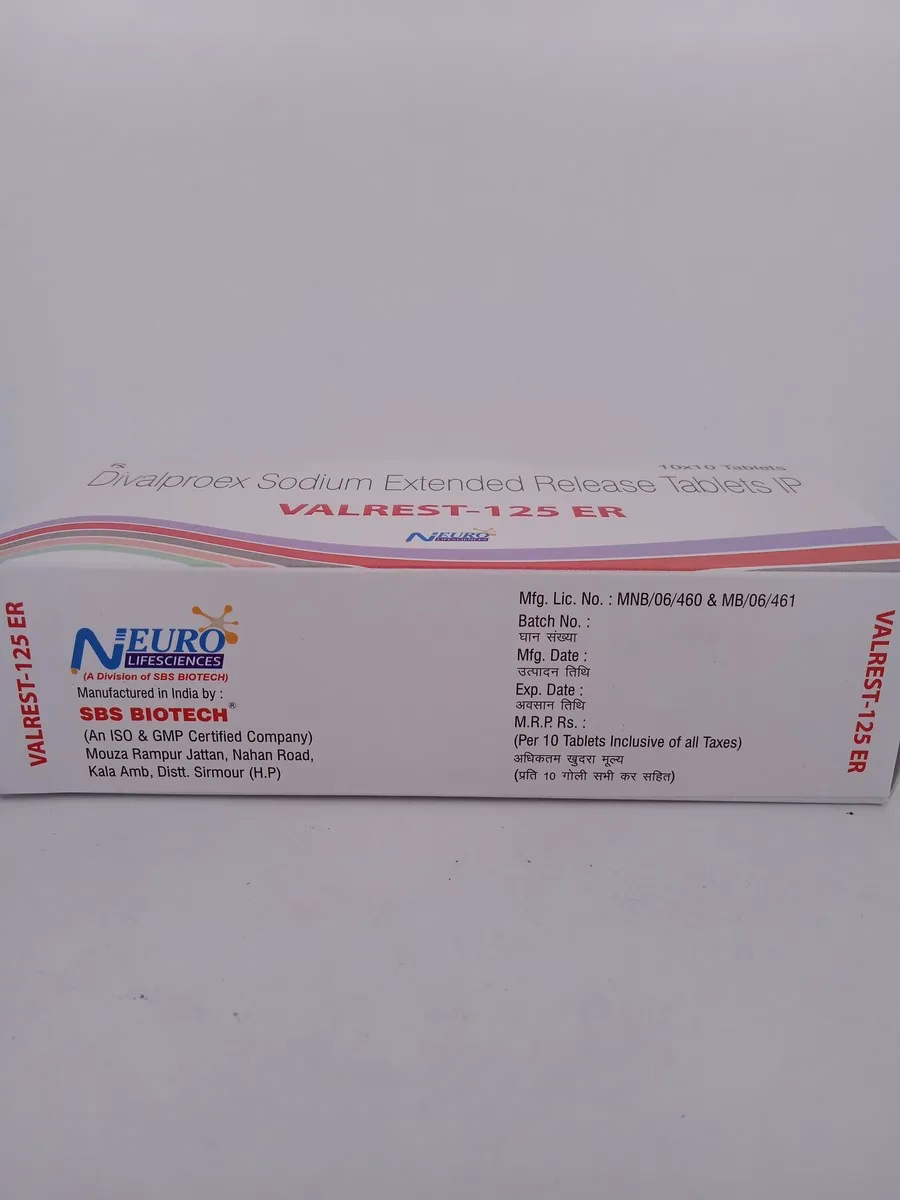 ℞
10x10 Tablets
Divalproex Sodium Extended Release Tablets IP
VALREST-125 ER
NEURO
LIFESCIENCES
VALREST-125 ER
NEURO
LIFESCIENCES
(A Division of SBS BIOTECH)
Manufactured in India by :
SBS BIOTECH®
(An ISO & GMP Certified Company)
Mouza Rampur Jattan, Nahan Road,
Kala Amb, Distt. Sirmour (H.P)
Mfg. Lic. No. : MNB/06/460 & MB/06/461
Batch No. :
घान संख्या
Mfg. Date :
उत्पादन तिथि
Exp. Date :
अवसान तिथि
M.R.P. Rs. :
(Per 10 Tablets Inclusive of all Taxes)
अधिकतम खुदरा मूल्य
(प्रति 10 गोली सभी कर सहित)
VALREST-125 ER